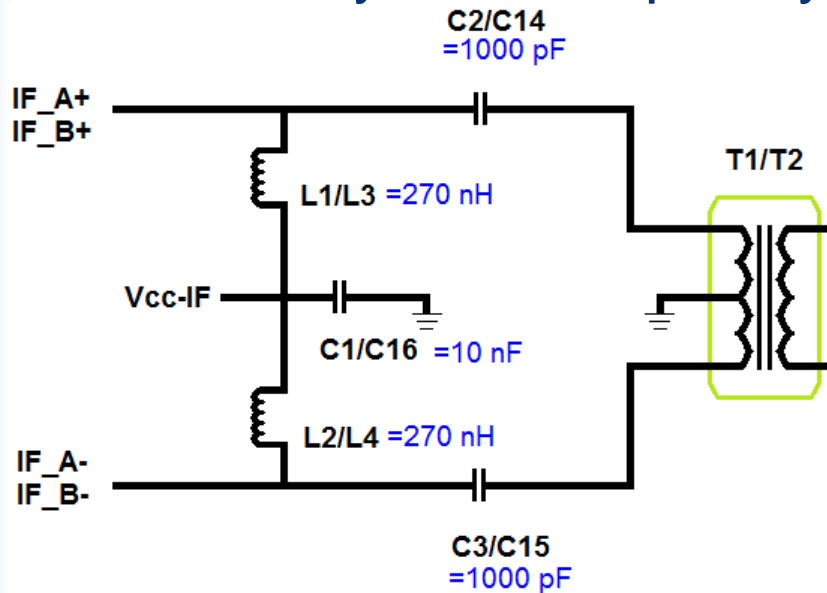 C2/C14
=1000 pF
IF_A+
IF_B+
T1/T2
L1/L3 =270 nH
Vcc-IF
C1/C16 =10 nF
L2/L4 =270 nH
IF_A-
IF_B-
C3/C15
=1000 pF